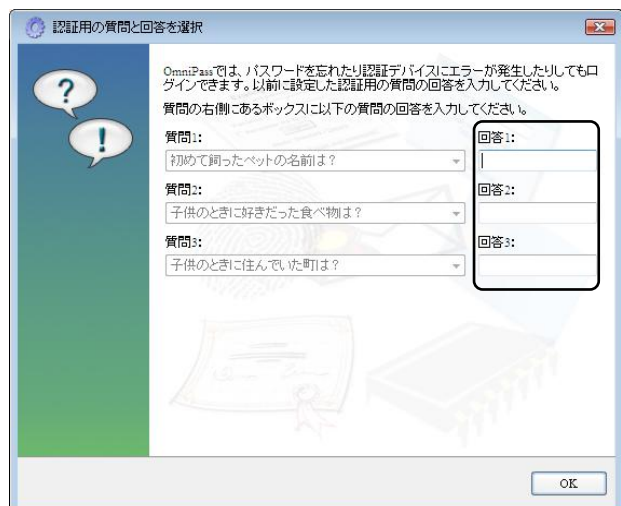 認証用の質問と回答を選択
OmniPassでは、パスワードを忘れたり認証デバイスにエラーが発生したりしてもロ
グインできます。以前に設定した認証用の質問の回答を入力してください。
質問の右側にあるボックスに以下の質問の回答を入力してください。
質問1:
回答1:
初めて飼ったペットの名前は?
質問2:
回答2:
子供のときに好きだった食べ物は?
質問3:
回答3:
子供のときに住んでいた町は?
OK